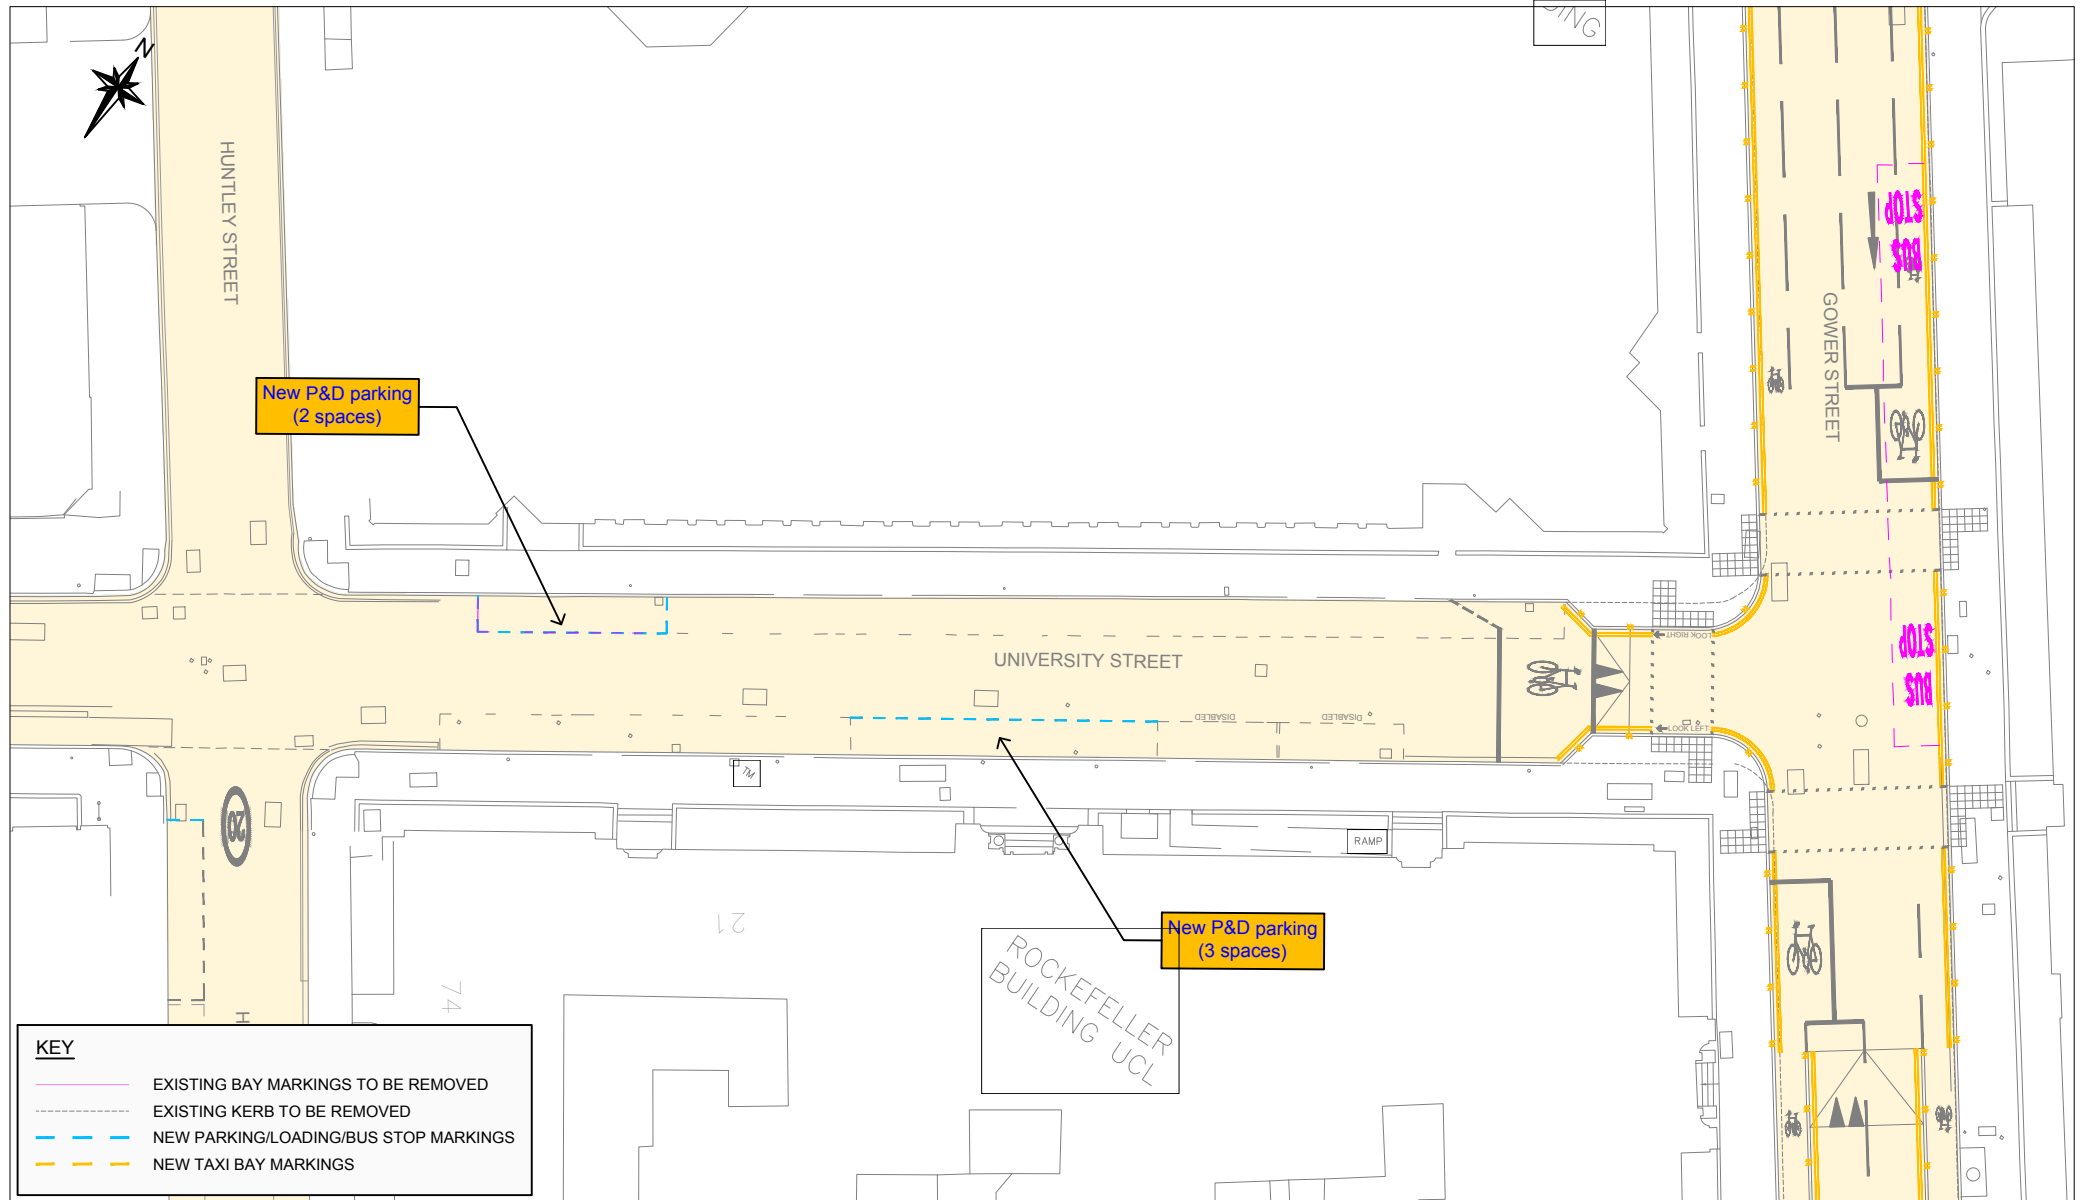 N
DING
HUNTLEY STREET
GOWER STREET
STOP
BUS
New P&D parking
(2 spaces)
UNIVERSITY STREET
LOOK RIGHT
LOOK LEFT
DISABLED
DISABLED
STOP
BUS
TM
20
RAMP
21
74
New P&D parking
(3 spaces)
ROCKEFELLER
BUILDING UCL
H
KEY
EXISTING BAY MARKINGS TO BE REMOVED
EXISTING KERB TO BE REMOVED
NEW PARKING/LOADING/BUS STOP MARKINGS
NEW TAXI BAY MARKINGS